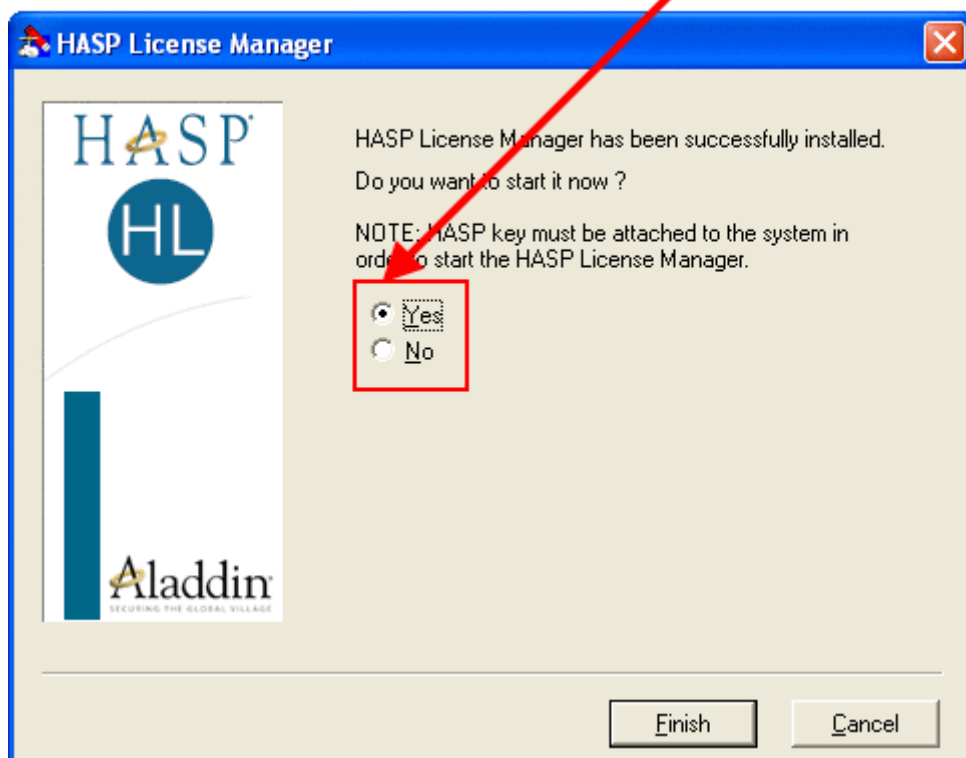 HASP License Manager
HASP
HL
HASP License Manager has been successfully installed.
Do you want to start it now ?
NOTE: HASP key must be attached to the system in
order to start the HASP License Manager.
Yes
No
Aladdin
SECURING THE GLOBAL VILLAGE
Finish
Cancel